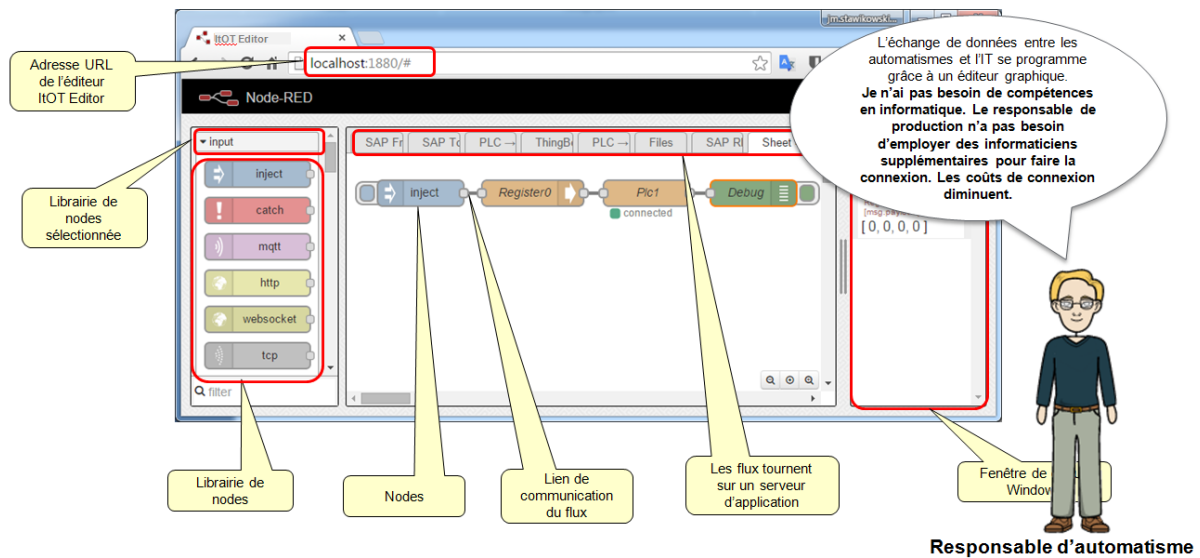 jm.stawikowski...
ItOT Editor
localhost:1880/#
Node-RED
Adresse URL
de l'éditeur
ItOT Editor
L'échange de données entre les
automatismes et l'IT se programme
grâce à un éditeur graphique.
Je n'ai pas besoin de compétences
en informatique. Le responsable de
production n'a pas besoin
d'employer des informaticiens
supplémentaires pour faire la
connexion. Les coûts de connexion
diminuent.
input
SAP Fr
SAP To
PLC →
ThingB
PLC →
Files
SAP
Sheet
inject
catch
mqtt
http
websocket
tcp
filter
inject
Register0
Plc1
connected
Debug
[ 0, 0, 0, 0 ]
Librairie de
nodes
sélectionnée
Librairie de
nodes
Nodes
Lien de
communication
du flux
Les flux tournent
sur un serveur
d'application
Fenêtre de
Window
Responsable d'automatisme